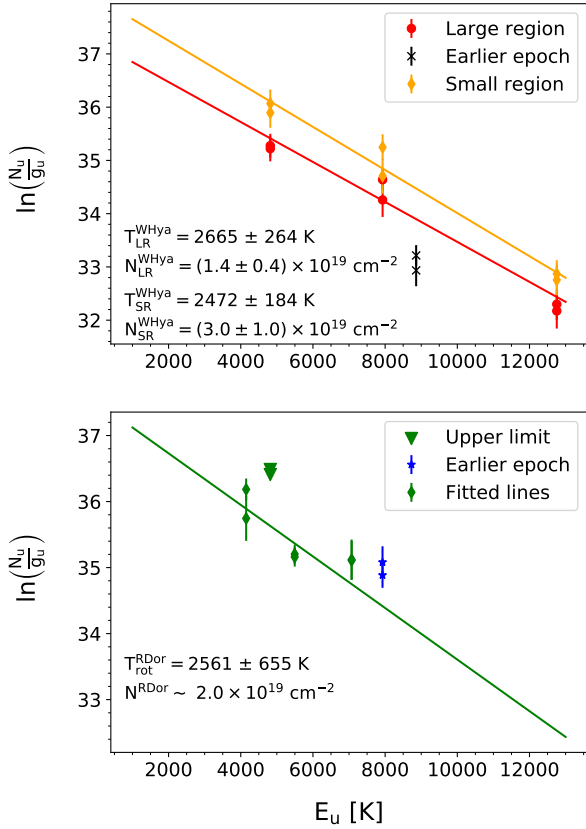 37
36
35
34
33
32
ln(N_u/g_u)
Large region
Earlier epoch
Small region
T_LR^WHya = 2665 ± 264 K
N_LR^WHya = (1.4 ± 0.4) × 10^19 cm^−2
T_SR^WHya = 2472 ± 184 K
N_SR^WHya = (3.0 ± 1.0) × 10^19 cm^−2
2000 4000 6000 8000 10000 12000
37
36
35
34
33
ln(N_u/g_u)
Upper limit
Earlier epoch
Fitted lines
T_rot^RDor = 2561 ± 655 K
N^RDor ~ 2.0 × 10^19 cm^−2
2000 4000 6000 8000 10000 12000
E_u [K]